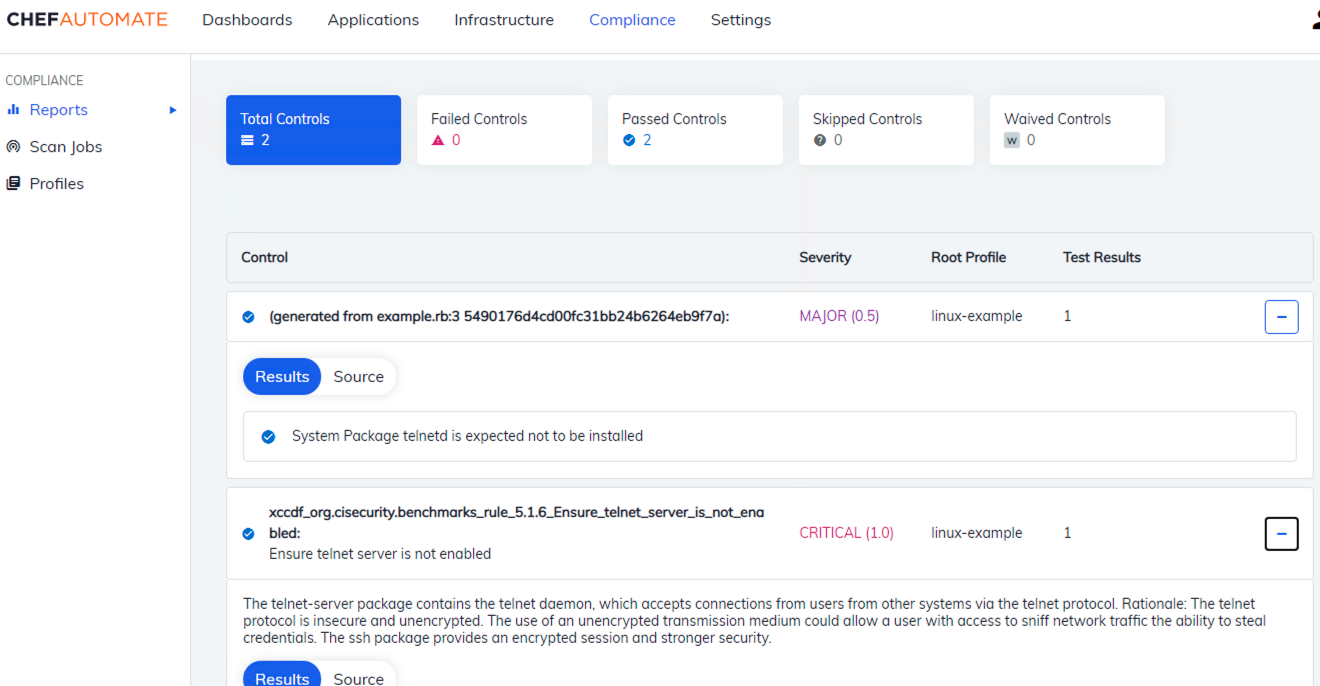 CHEFAUTOMATE Dashboards Applications Infrastructure Compliance Settings
COMPLIANCE
Reports
Scan Jobs
Profiles
Total Controls
2
Failed Controls
0
Passed Controls
2
Skipped Controls
0
Waived Controls
W 0
Control Severity Root Profile Test Results
(generated from example.rb:3 5490176d4cd00fc31bb24b6264eb9f7a): MAJOR (0.5) linux-example 1
Results Source
System Package telnetd is expected not to be installed
xccdf_org.cisecurity.benchmarks_rule_5.1.6_Ensure_telnet_server_is_not_ena
bled:
Ensure telnet server is not enabled
CRITICAL (1.0) linux-example 1
The telnet-server package contains the telnet daemon, which accepts connections from users from other systems via the telnet protocol. Rationale: The telnet
protocol is insecure and unencrypted. The use of an unencrypted transmission medium could allow a user with access to sniff network traffic the ability to steal
credentials. The ssh package provides an encrypted session and stronger security.
Results Source